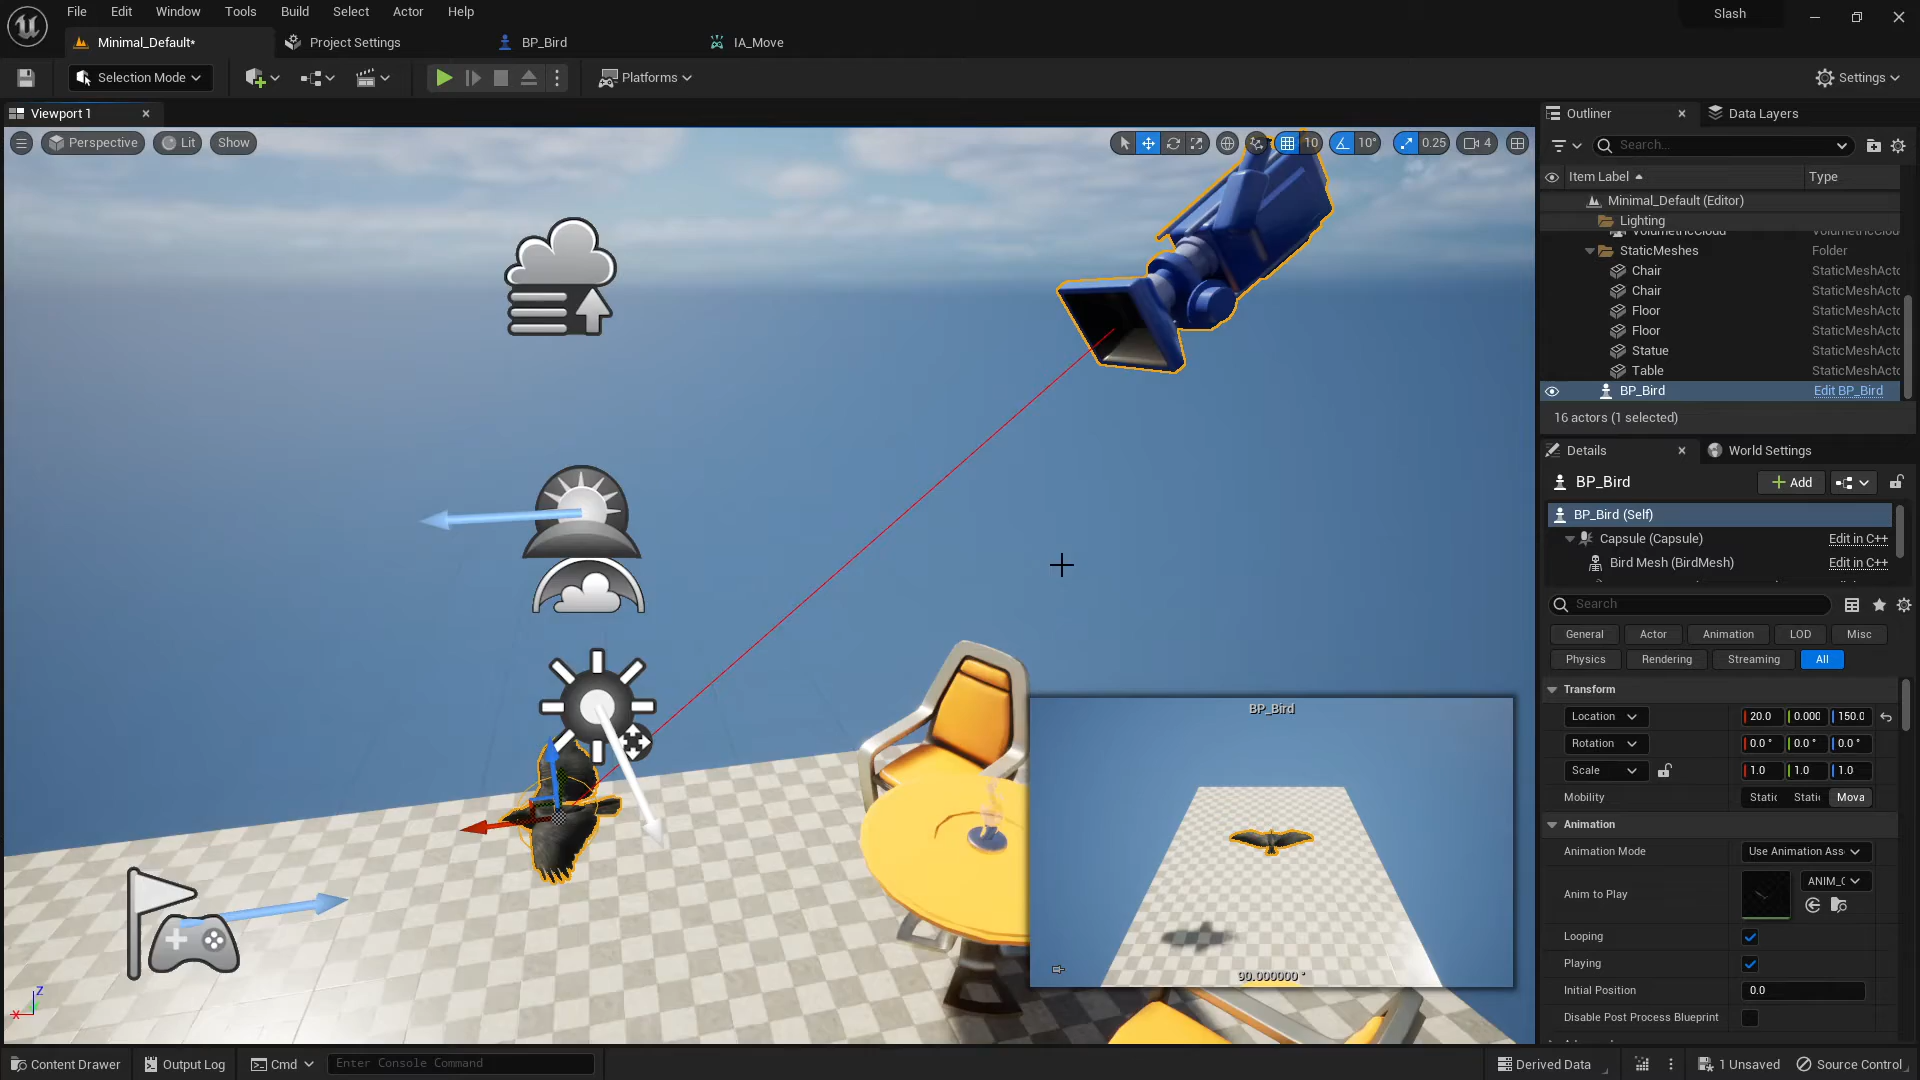 File Edit Window Tools Build Select Actor Help
Slash
Minimal_Default* Project Settings BP_Bird IA_Move
Selection Mode Platforms Settings
Viewport 1
Perspective Lit Show
10 10° 0.25 4
Outliner Data Layers
Search...
Item Label Type
Minimal_Default (Editor)
Lighting
VolumetricCloud
StaticMeshes Folder
Chair StaticMeshActo
Chair StaticMeshActo
Floor StaticMeshActo
Floor StaticMeshActo
Statue StaticMeshActo
Table StaticMeshActo
BP_Bird Edit BP_Bird
16 actors (1 selected)
Details World Settings
BP_Bird Add
BP_Bird (Self)
Capsule (Capsule) Edit in C++
Bird Mesh (BirdMesh) Edit in C++
Search
General Actor Animation LOD Misc
Physics Rendering Streaming All
Transform
Location 20.0 0.000 150.0
Rotation 0.0° 0.0° 0.0°
Scale 1.0 1.0 1.0
Mobility Static Static Mova
Animation
Animation Mode Use Animation Ass
Anim to Play ANIM_C
Looping
Playing
Initial Position 0.0
Disable Post Process Blueprint
BP_Bird
90.000000 °
Z
X
Content Drawer Output Log Cmd Enter Console Command Derived Data 1 Unsaved Source Control